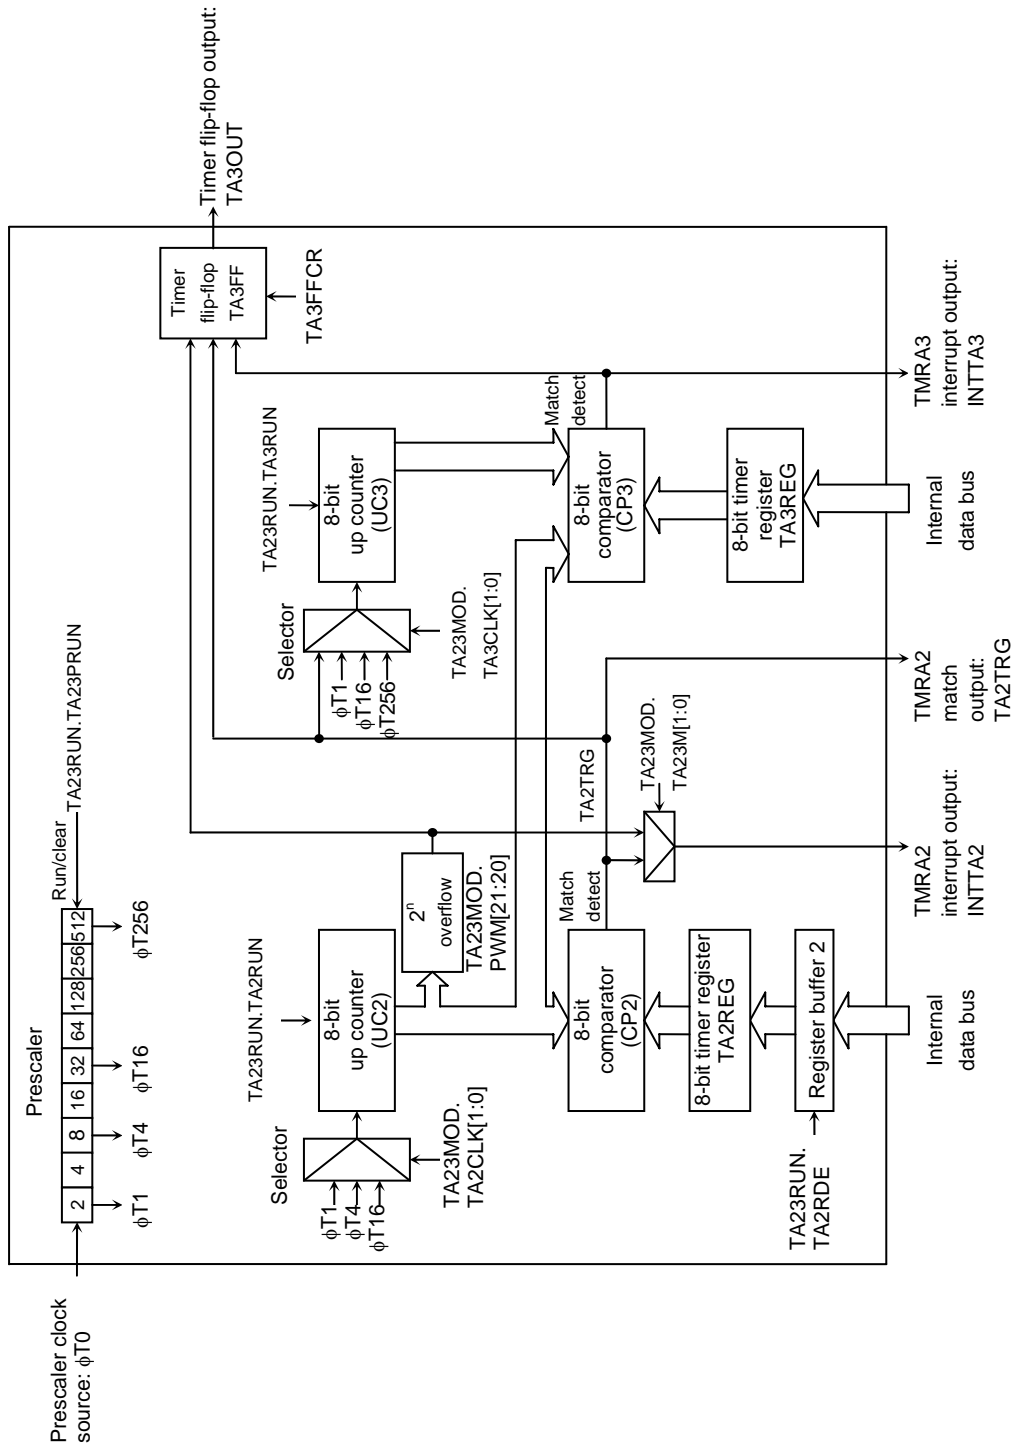 Prescaler clock
source: ϕT0
Prescaler
2
4
8
16
32
64
128
256
512
Run/clear
TA23RUN.TA23PRUN
ϕT1
ϕT4
ϕT16
ϕT256
Timer flip-flop output:
TA3OUT
Timer
flip-flop
TA3FF
TA3FFCR
Selector
ϕT1
ϕT4
ϕT16
TA23MOD.
TA2CLK[1:0]
TA23RUN.TA2RUN
8-bit
up counter
(UC2)
2ⁿ
overflow
TA23MOD.
PWM[21:20]
Selector
ϕT1
ϕT16
ϕT256
TA23MOD.
TA3CLK[1:0]
TA23RUN.TA3RUN
8-bit
up counter
(UC3)
8-bit
comparator
(CP2)
Match
detect
TA2TRG
TA23MOD.
TA23M[1:0]
8-bit
comparator
(CP3)
Match
detect
8-bit timer register
TA2REG
Register buffer 2
TA23RUN.
TA2RDE
8-bit timer
register
TA3REG
Internal
data bus
TMRA2
interrupt output:
INTTA2
TMRA2
match
output:
TA2TRG
Internal
data bus
TMRA3
interrupt output:
INTTA3